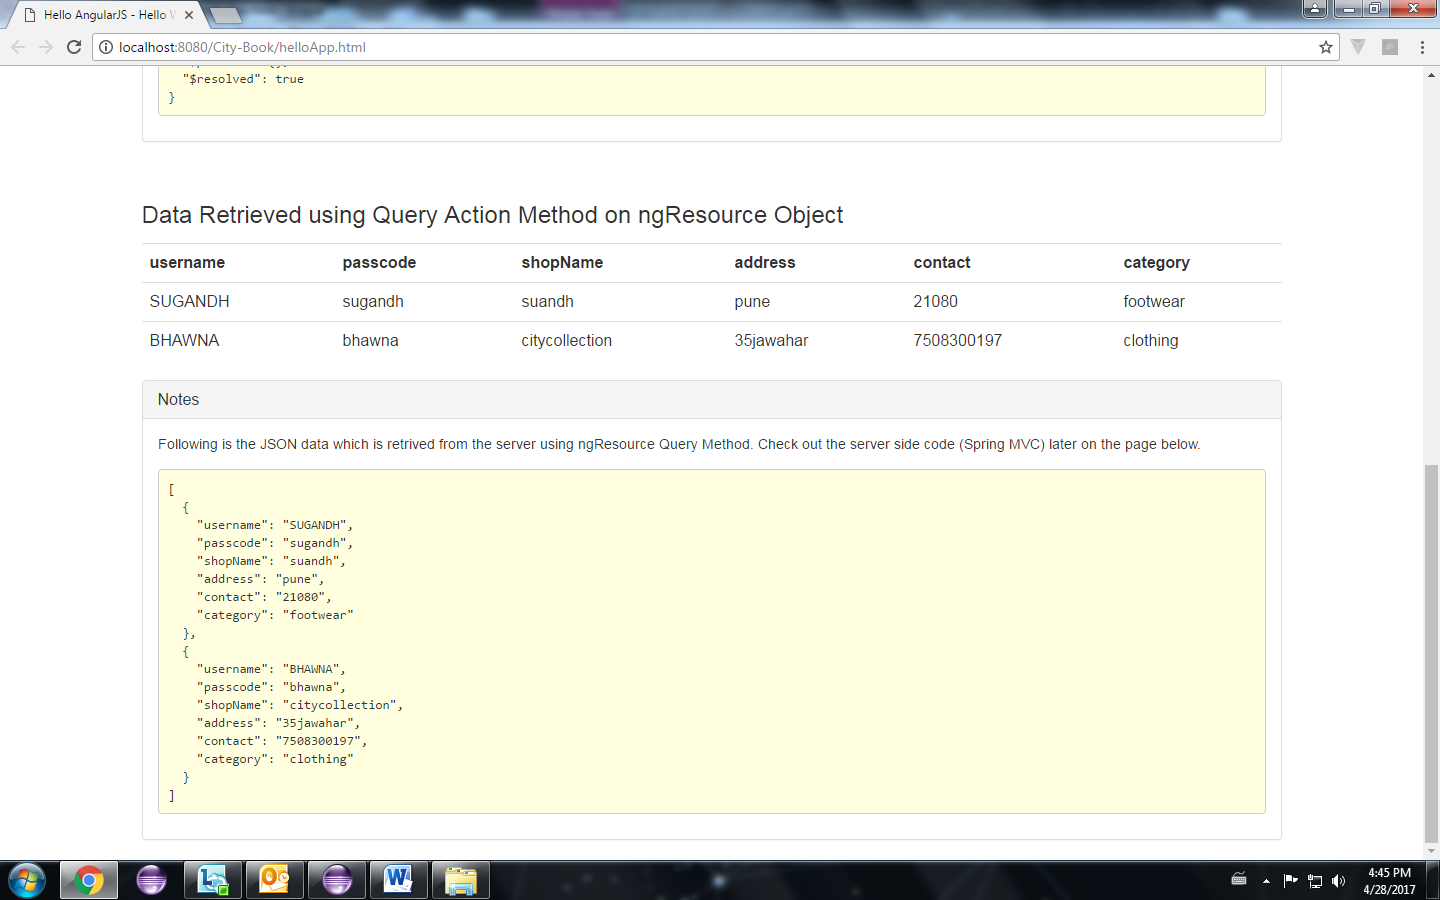 Hello AngularJS - Hello W
localhost:8080/City-Book/helloApp.html
"$resolved": true
}
Data Retrieved using Query Action Method on ngResource Object
username passcode shopName address contact category
SUGANDH sugandh suandh pune 21080 footwear
BHAWNA bhawna citycollection 35jawahar 7508300197 clothing
Notes
Following is the JSON data which is retrived from the server using ngResource Query Method. Check out the server side code (Spring MVC) later on the page below.
[
{
"username": "SUGANDH",
"passcode": "sugandh",
"shopName": "suandh",
"address": "pune",
"contact": "21080",
"category": "footwear"
},
{
"username": "BHAWNA",
"passcode": "bhawna",
"shopName": "citycollection",
"address": "35jawahar",
"contact": "7508300197",
"category": "clothing"
}
]
4:45 PM
4/28/2017